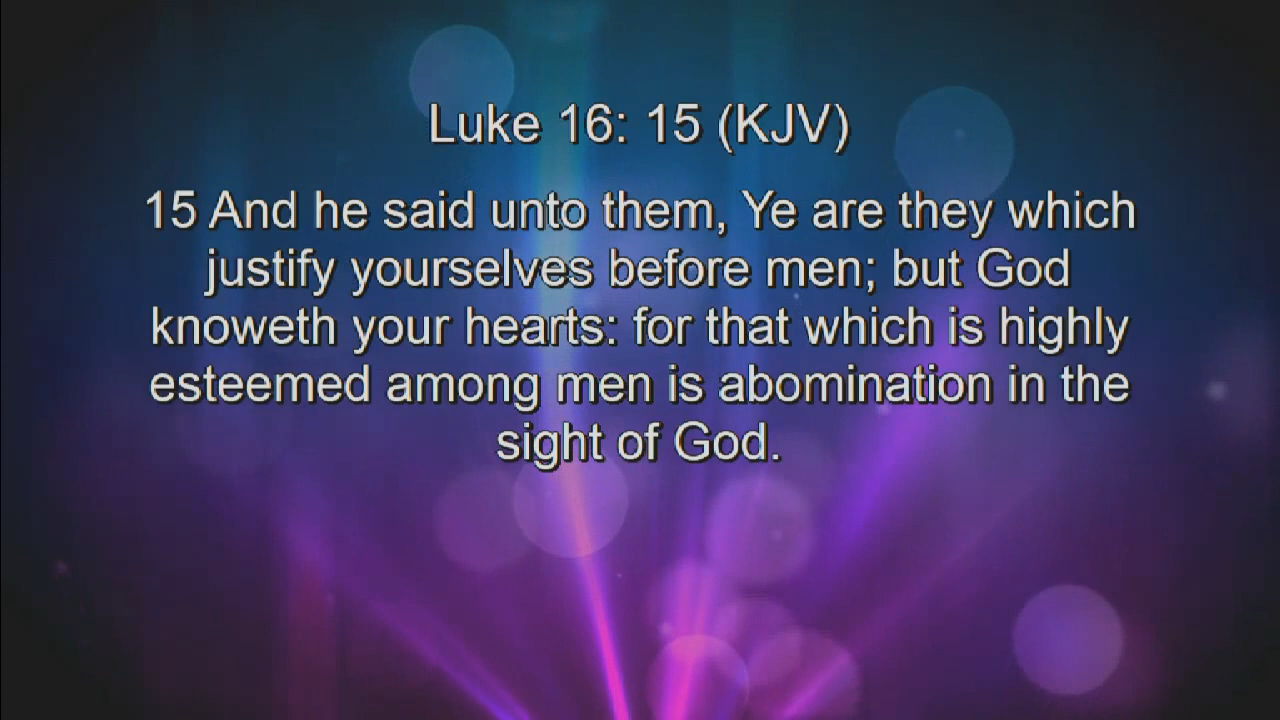 Luke 16: 15 (KJV)
15 And he said unto them, Ye are they which
justify yourselves before men; but God
knoweth your hearts: for that which is highly
esteemed among men is abomination in the
sight of God.